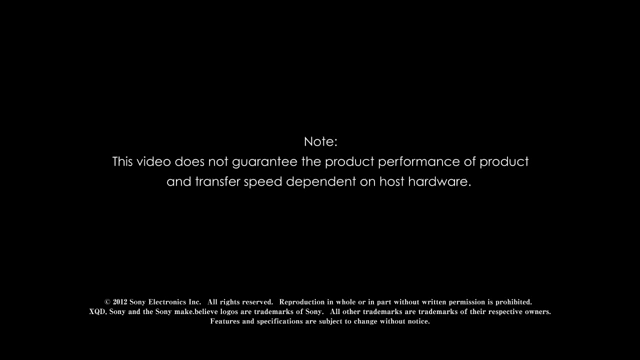 Note:
This video does not guarantee the product performance of product
and transfer speed dependent on host hardware.
© 2012 Sony Electronics Inc. All rights reserved. Reproduction in whole or in part without written permission is prohibited.
XQD, Sony and the Sony make.believe logos are trademarks of Sony. All other trademarks are trademarks of their respective owners.
Features and specifications are subject to change without notice.